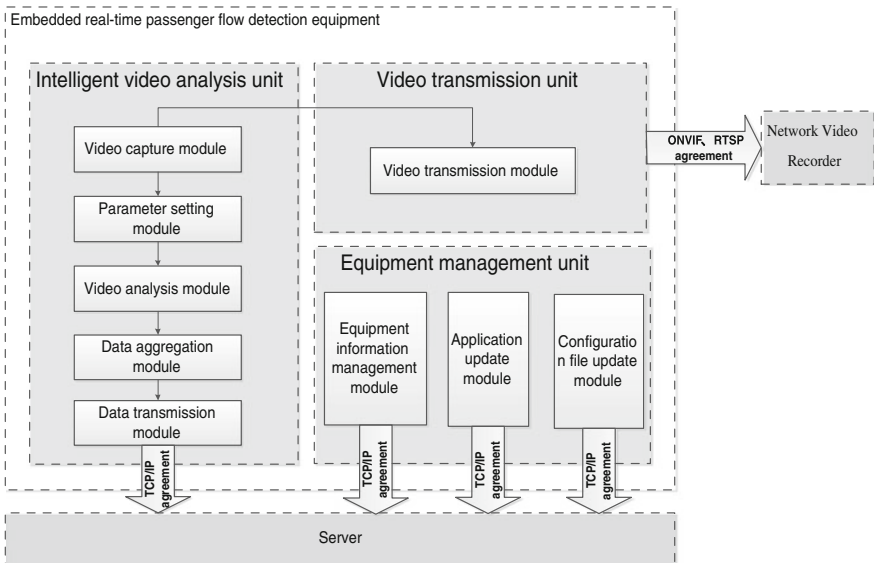 Embedded real-time passenger flow detection equipment
Intelligent video analysis unit
Video capture module
Parameter setting
module
Video analysis module
Data aggregation
module
Data transmission
module
TCP/IP
agreement
Video transmission unit
Video transmission module
ONVIF、RTSP
agreement
Network Video
Recorder
Equipment management unit
Equipment
information
management
module
Application
update
module
Configuratio
n file update
module
TCP/IP
agreement
TCP/IP
agreement
TCP/IP
agreement
Server